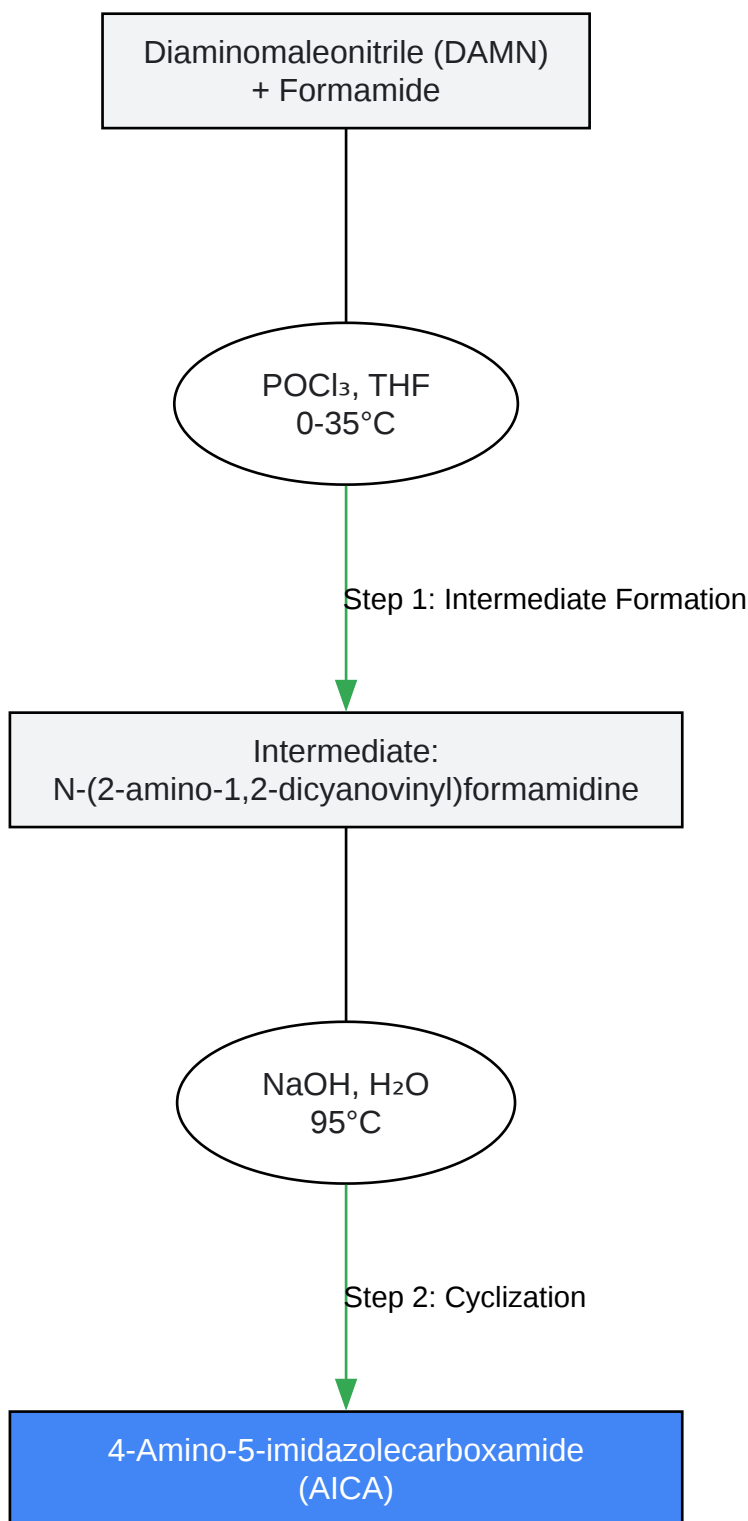 Diaminomaleonitrile (DAMN)
+ Formamide
POCl₃, THF
0-35°C
Step 1: Intermediate Formation
Intermediate:
N-(2-amino-1,2-dicyanovinyl)formamidine
NaOH, H₂O
95°C
Step 2: Cyclization
4-Amino-5-imidazolecarboxamide
(AICA)